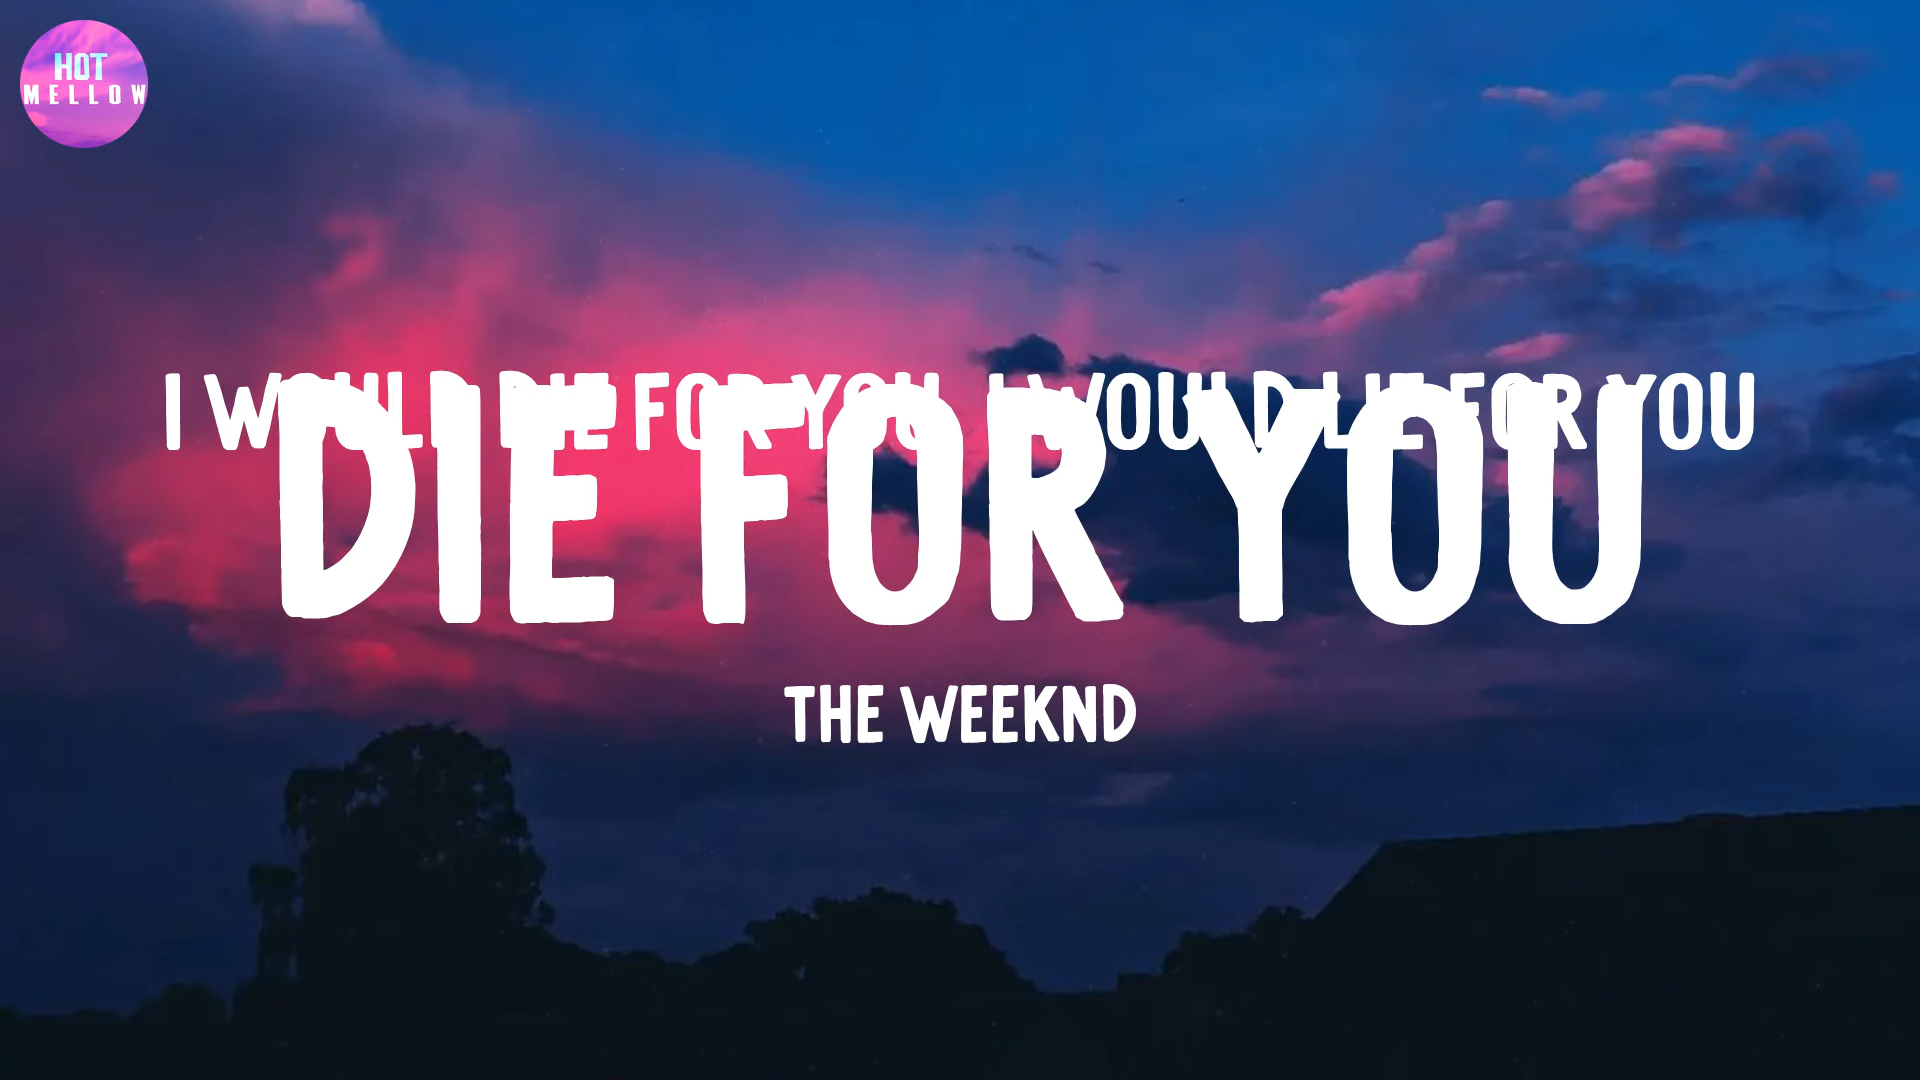 HOT
MELLOW
I WOULD DIE FOR YOU, I WOULD LIE FOR YOU
DIE FOR YOU
THE WEEKND